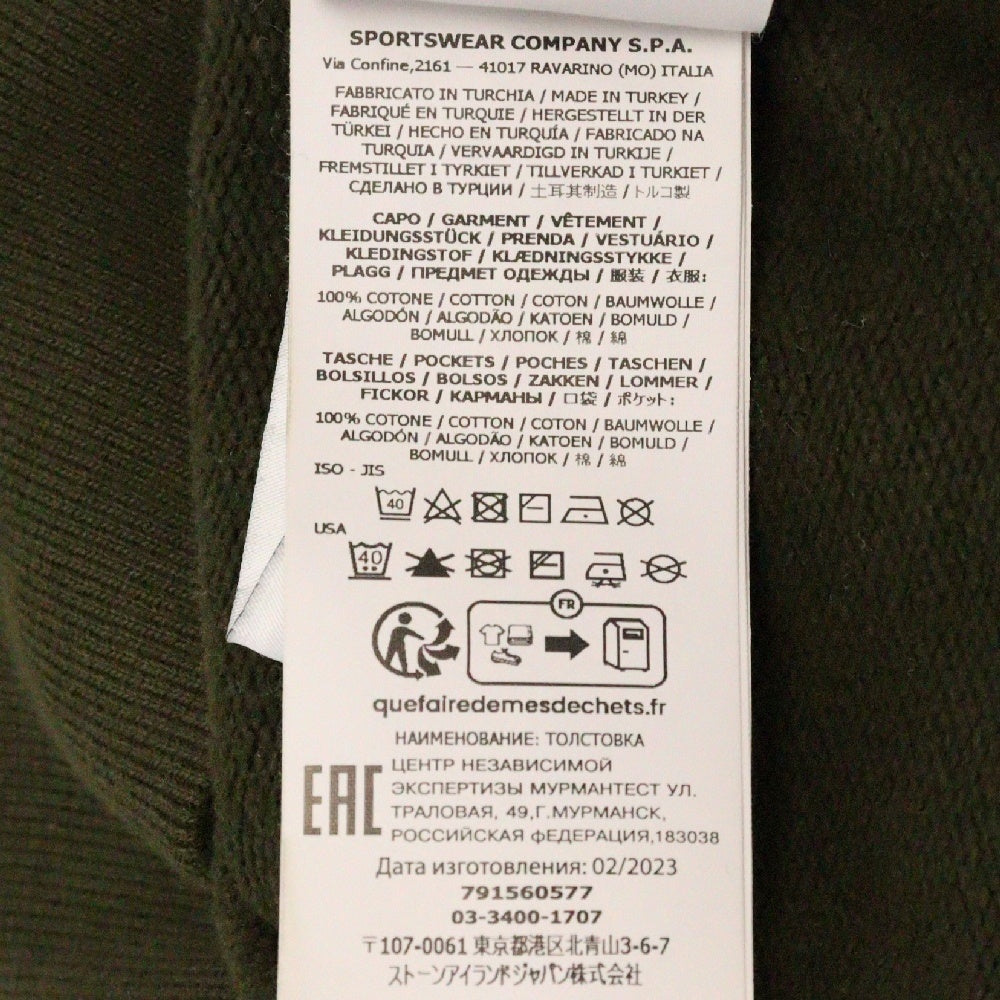 SPORTSWEAR COMPANY S.P.A.
Via Confine,2161 — 41017 RAVARINO (MO) ITALIA
FABBRICATO IN TURCHIA / MADE IN TURKEY /
FABRIQUÉ EN TURQUIE / HERGESTELLT IN DER
TÜRKEI / HECHO EN TURQUÍA / FABRICADO NA
TURQUIA / VERVAARDIGD IN TURKIJE /
FREMSTILLET I TYRKIET / TILLVERKAD I TURKIET /
СДЕЛАНО В ТУРЦИИ / 土耳其制造 / トルコ製
CAPO / GARMENT / VÊTEMENT /
KLEIDUNGSSTÜCK / PRENDA / VESTUÁRIO /
KLEDINGSTOF / KLÆDNINGSSTYKKE /
PLAGG / ПРЕДМЕТ ОДЕЖДЫ / 服装 / 衣服:
100% COTONE / COTTON / COTON / BAUMWOLLE /
ALGODÓN / ALGODÃO / KATOEN / BOMULD /
BOMULL / ХЛОПОК / 棉 / 綿
TASCHE / POCKETS / POCHES / TASCHEN /
BOLSILLOS / BOLSOS / ZAKKEN / LOMMER /
FICKOR / КАРМАНЫ / 口袋 / ポケット:
100% COTONE / COTTON / COTON / BAUMWOLLE /
ALGODÓN / ALGODÃO / KATOEN / BOMULD /
BOMULL / ХЛОПОК / 棉 / 綿
ISO - JIS
40
USA
40
FR
quefairedemesdechets.fr
НАИМЕНОВАНИЕ: ТОЛСТОВКА
EAC
ЦЕНТР НЕЗАВИСИМОЙ
ЭКСПЕРТИЗЫ МУРМАНТЕСТ УЛ.
ТРАЛОВАЯ, 49,Г.МУРМАНСК,
РОССИЙСКАЯ ФЕДЕРАЦИЯ,183038
Дата изготовления: 02/2023
791560577
03-3400-1707
〒107-0061 東京都港区北青山3-6-7
ストーンアイランドジャパン株式会社